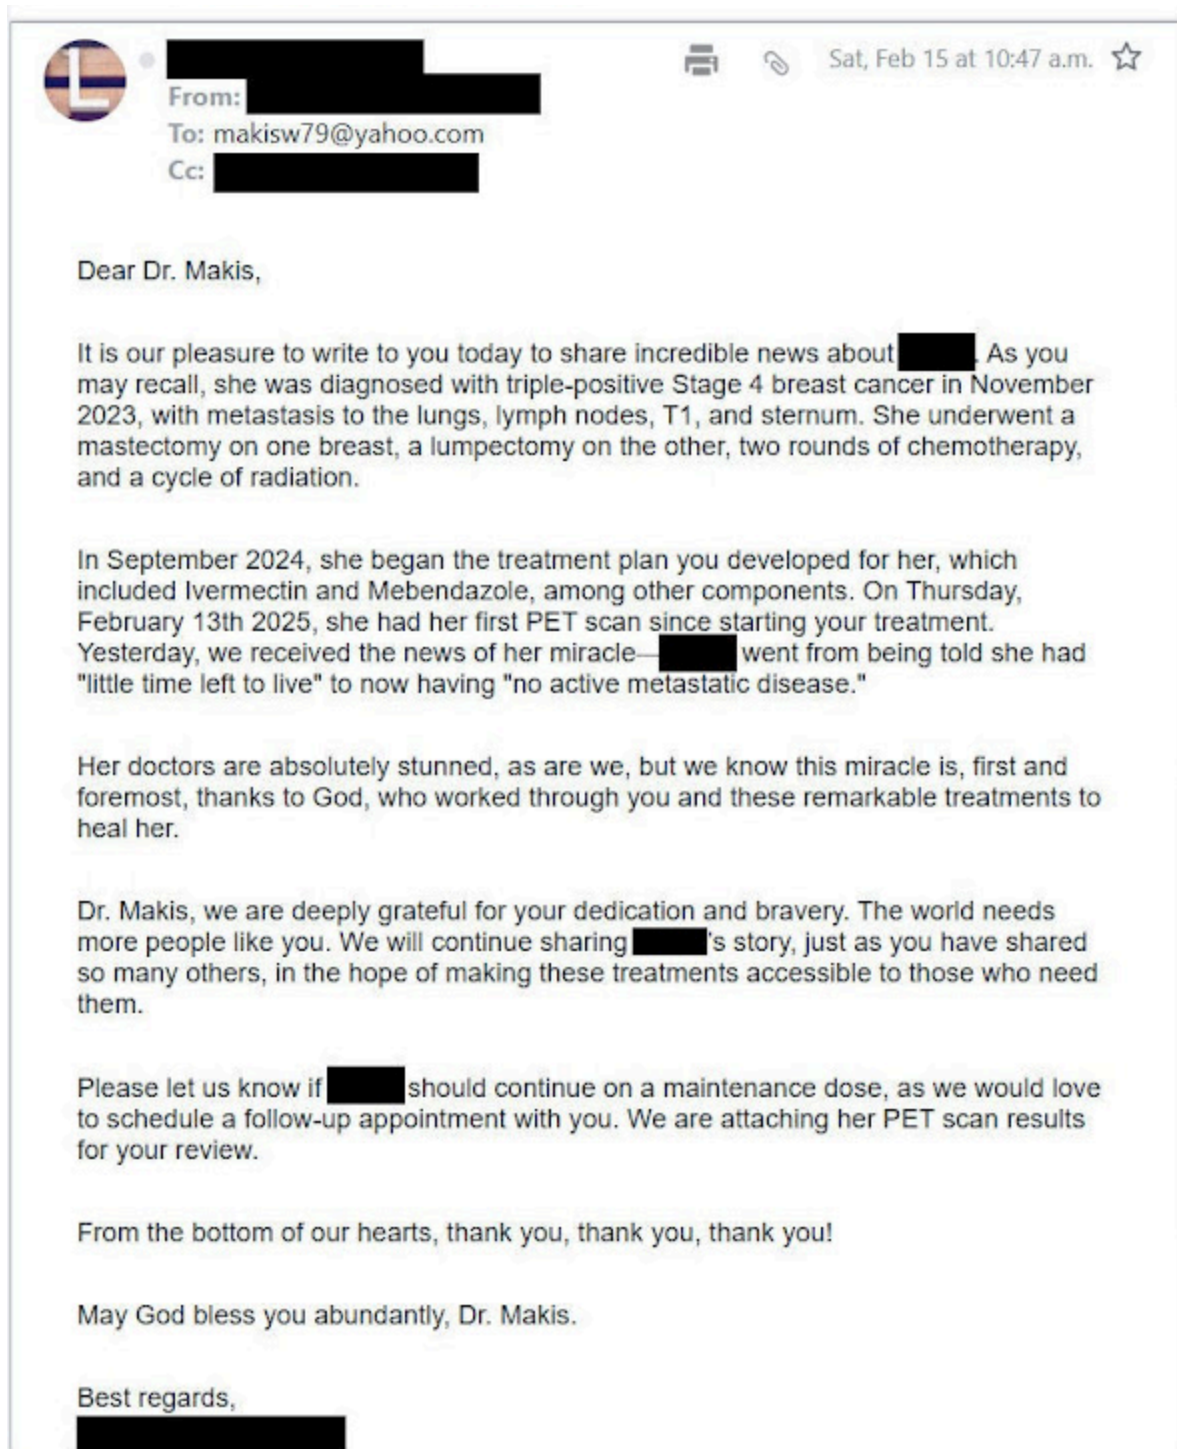 L
Sat, Feb 15 at 10:47 a.m.
From:
To: makisw79@yahoo.com
Cc:
Dear Dr. Makis,
It is our pleasure to write to you today to share incredible news about . As you
may recall, she was diagnosed with triple-positive Stage 4 breast cancer in November
2023, with metastasis to the lungs, lymph nodes, T1, and sternum. She underwent a
mastectomy on one breast, a lumpectomy on the other, two rounds of chemotherapy,
and a cycle of radiation.
In September 2024, she began the treatment plan you developed for her, which
included Ivermectin and Mebendazole, among other components. On Thursday,
February 13th 2025, she had her first PET scan since starting your treatment.
Yesterday, we received the news of her miracle— went from being told she had
"little time left to live" to now having "no active metastatic disease."
Her doctors are absolutely stunned, as are we, but we know this miracle is, first and
foremost, thanks to God, who worked through you and these remarkable treatments to
heal her.
Dr. Makis, we are deeply grateful for your dedication and bravery. The world needs
more people like you. We will continue sharing 's story, just as you have shared
so many others, in the hope of making these treatments accessible to those who need
them.
Please let us know if should continue on a maintenance dose, as we would love
to schedule a follow-up appointment with you. We are attaching her PET scan results
for your review.
From the bottom of our hearts, thank you, thank you, thank you!
May God bless you abundantly, Dr. Makis.
Best regards,